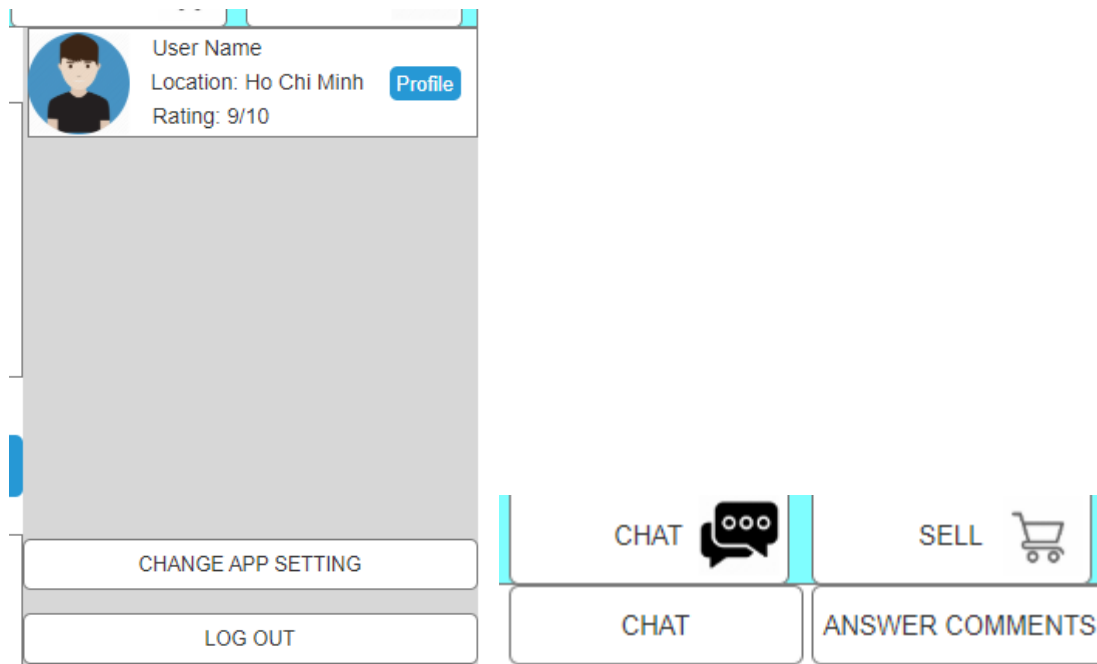 User Name
Location: Ho Chi Minh
Profile
Rating: 9/10
CHANGE APP SETTING
LOG OUT
CHAT
SELL
CHAT
ANSWER COMMENTS